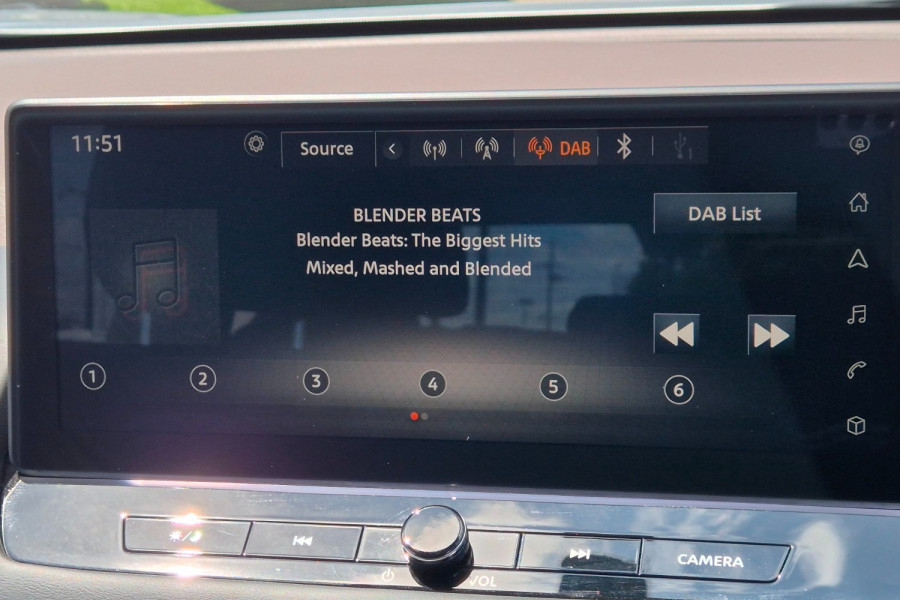 11:51
Source
DAB
BLENDER BEATS
Blender Beats: The Biggest Hits
Mixed, Mashed and Blended
DAB List
1 2 3 4 5 6
VOL
CAMERA